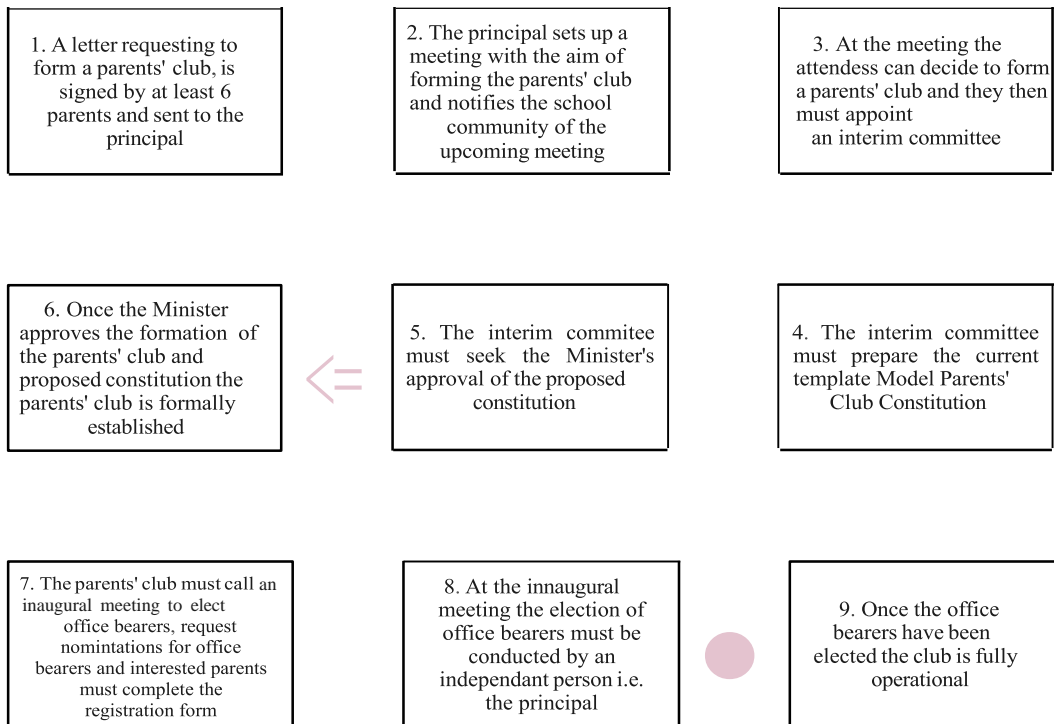 1. A letter requesting to
form a parents' club, is
signed by at least 6
parents and sent to the
principal
2. The principal sets up a
meeting with the aim of
forming the parents' club
and notifies the school
community of the
upcoming meeting
3. At the meeting the
attendess can decide to form
a parents' club and they then
must appoint
an interim committee
4. The interim committee
must prepare the current
template Model Parents'
Club Constitution
5. The interim commitee
must seek the Minister's
approval of the proposed
constitution
6. Once the Minister
approves the formation of
the parents' club and
proposed constitution the
parents' club is formally
established
7. The parents' club must call an
inaugural meeting to elect
office bearers, request
nomintations for office
bearers and interested parents
must complete the
registration form
8. At the innaugural
meeting the election of
office bearers must be
conducted by an
independant person i.e.
the principal
9. Once the office
bearers have been
elected the club is fully
operational